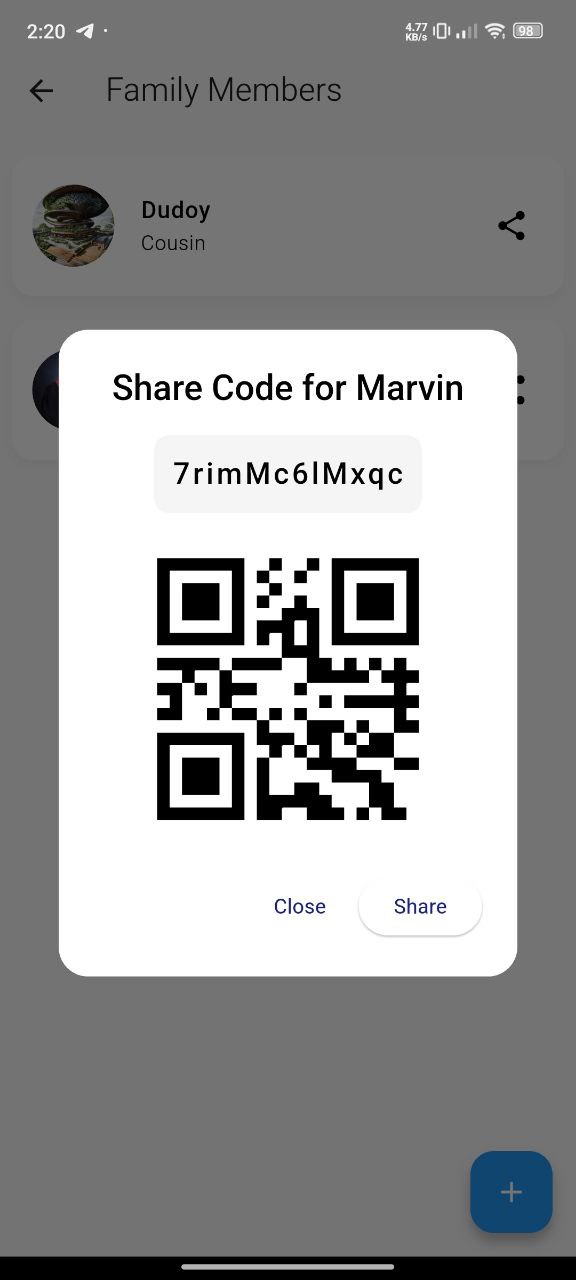 2:20
4.77
KB/s
98
Family Members
Dudoy
Cousin
Share Code for Marvin
7rimMc6lMxqc
Close
Share